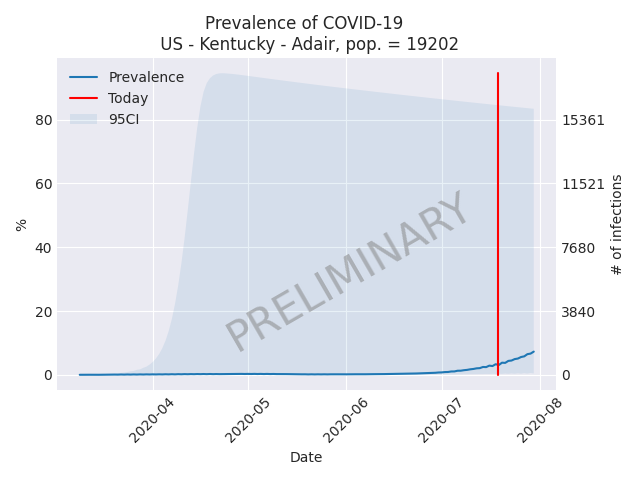 Prevalence of COVID-19
US - Kentucky - Adair, pop. = 19202
Prevalence
Today
95CI
%
80
60
40
20
0
15361
11521
7680
3840
0
# of infections
PRELIMINARY
2020-04
2020-05
2020-06
2020-07
2020-08
Date